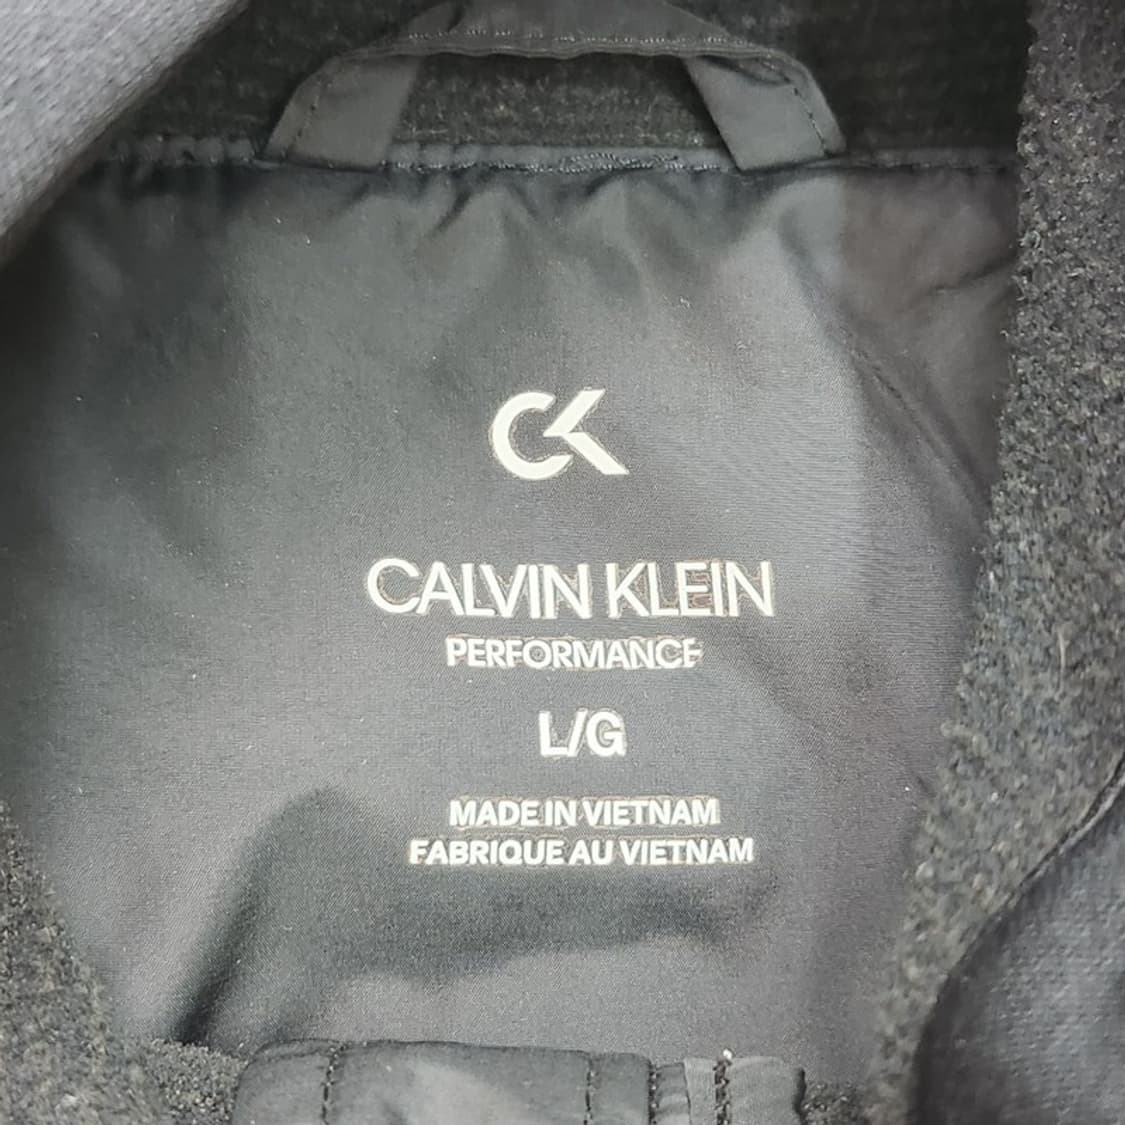 CK
CALVIN KLEIN
PERFORMANCE
L/G
MADE IN VIETNAM
FABRIQUE AU VIETNAM